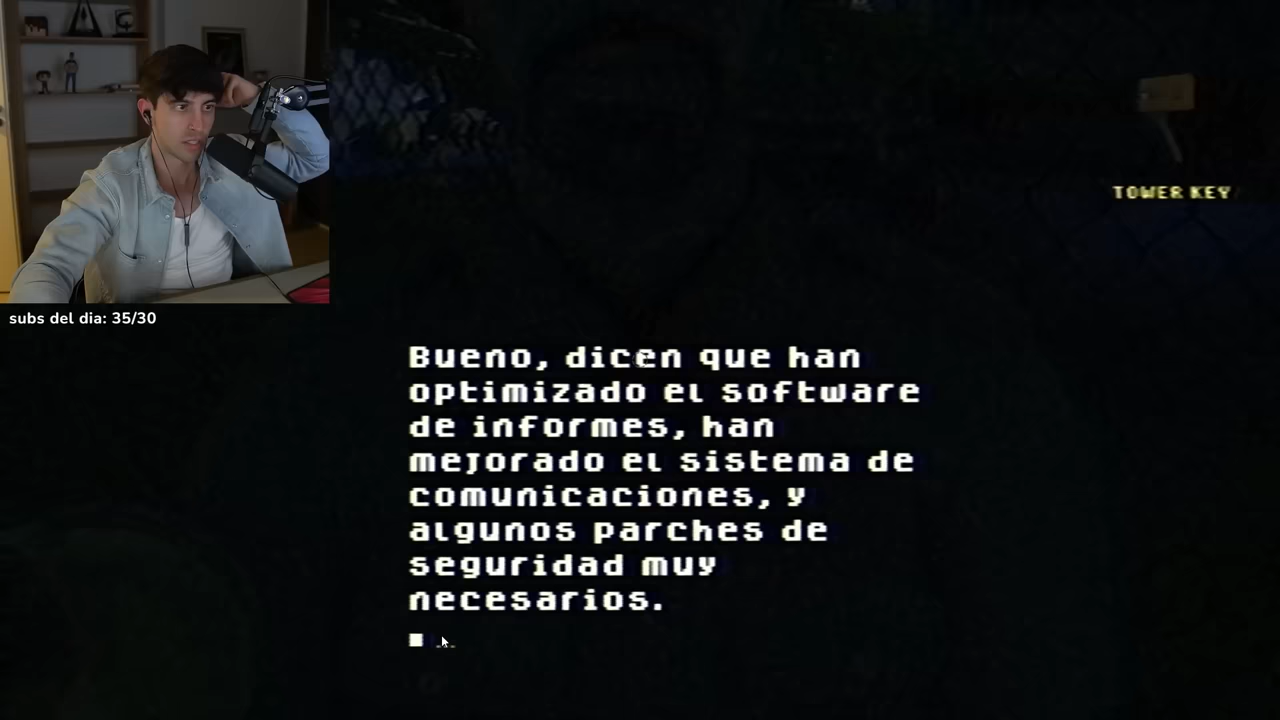 TOWER KEY
subs del dia: 35/30
Bueno, dicen que han
optimizado el software
de informes, han
mejorado el sistema de
comunicaciones, y
algunos parches de
seguridad muy
necesarios.